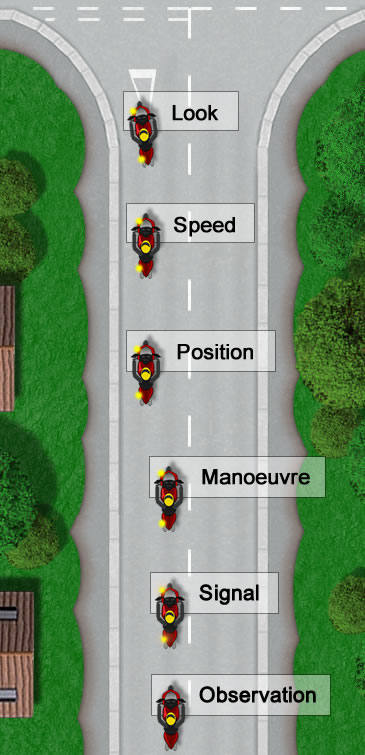 Look
Speed
Position
Manoeuvre
Signal
Observation